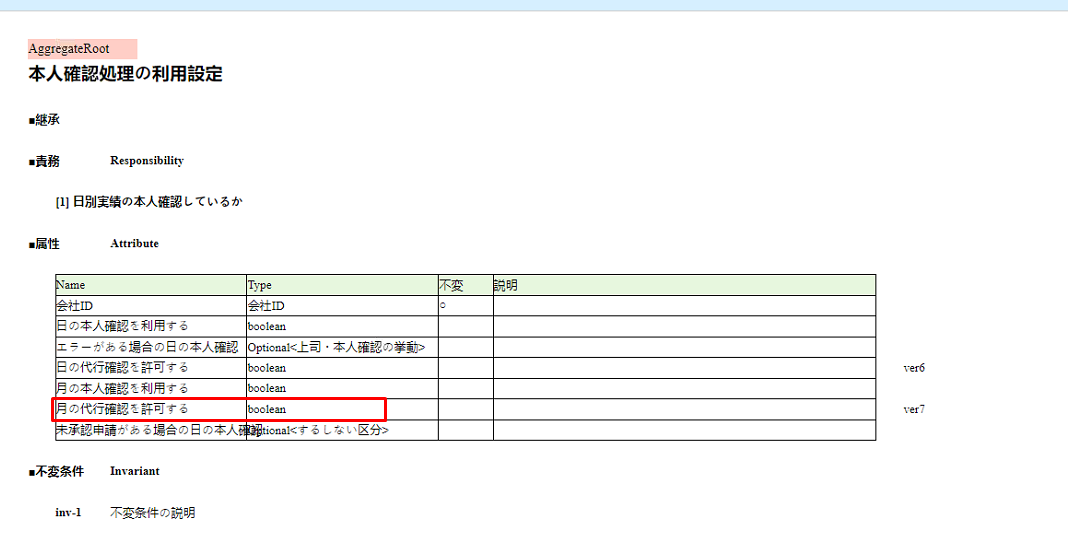 AggregateRoot
本人確認処理の利用設定
■継承
■責務 Responsibility
[1] 日別実績の本人確認しているか
■属性 Attribute
Name Type 不変 説明
会社ID 会社ID ○
日の本人確認を利用する boolean
エラーがある場合の日の本人確認 Optional<上司・本人確認の挙動>
日の代行確認を許可する boolean ver6
月の本人確認を利用する boolean
月の代行確認を許可する boolean ver7
未承認申請がある場合の日の本人確認 Optional<するしない区分>
■不変条件 Invariant
inv-1 不変条件の説明